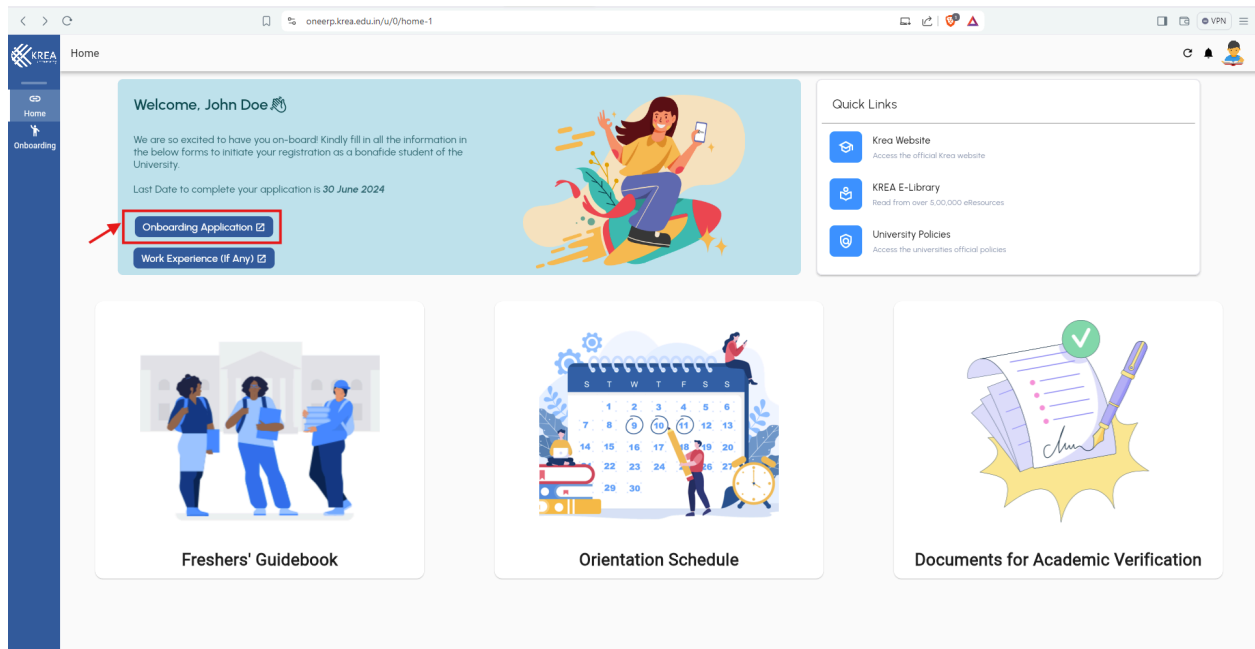 oneerp.krea.edu.in/u/0/home-1
VPN
KREA
Home
Home
Onboarding
Welcome, John Doe
We are so excited to have you on-board! Kindly fill in all the information in
the below forms to initiate your registration as a bonafide student of the
University.
Last Date to complete your application is 30 June 2024
Onboarding Application
Work Experience (If Any)
Quick Links
Krea Website
Access the official Krea website
KREA E-Library
Read from over 5,00,000 eResources
University Policies
Access the universities official policies
S T W T F S S
1 2 3 4 5 6
7 8 9 10 11 12 13
14 15 16 17 18 19 20
22 23 24 26 27
29 30
Freshers' Guidebook
Orientation Schedule
Documents for Academic Verification